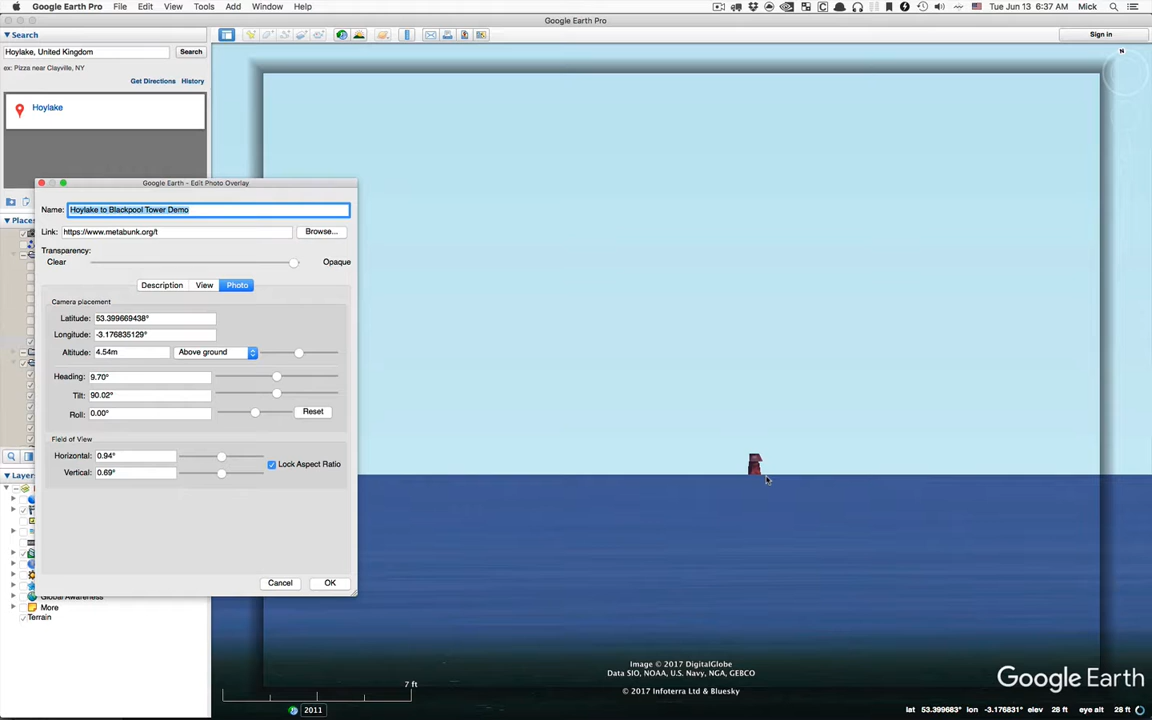 Google Earth Pro File Edit View Tools Add Window Help
Tue Jun 13 6:37 AM Mick
Google Earth Pro
Search
Hoylake, United Kingdom
Search
ex: Pizza near Clayville, NY
Get Directions History
Hoylake
Sign in
N
Google Earth - Edit Photo Overlay
Name: Hoylake to Blackpool Tower Demo
Link: https://www.metabunk.org/t
Browse...
Transparency:
Clear
Opaque
Description View Photo
Camera placement
Latitude: 53.399669438°
Longitude: -3.176835129°
Altitude: 4.54m
Above ground
Heading: 9.70°
Tilt: 90.02°
Roll: 0.00°
Reset
Field of View
Horizontal: 0.94°
Lock Aspect Ratio
Vertical: 0.69°
Cancel OK
Places
Layers
Global Awareness
More
Terrain
7 ft
2011
Image © 2017 DigitalGlobe
Data SIO, NOAA, U.S. Navy, NGA, GEBCO
© 2017 Infoterra Ltd & Bluesky
Google Earth
lat 53.399683° lon -3.176831° elev 28 ft eye alt 28 ft